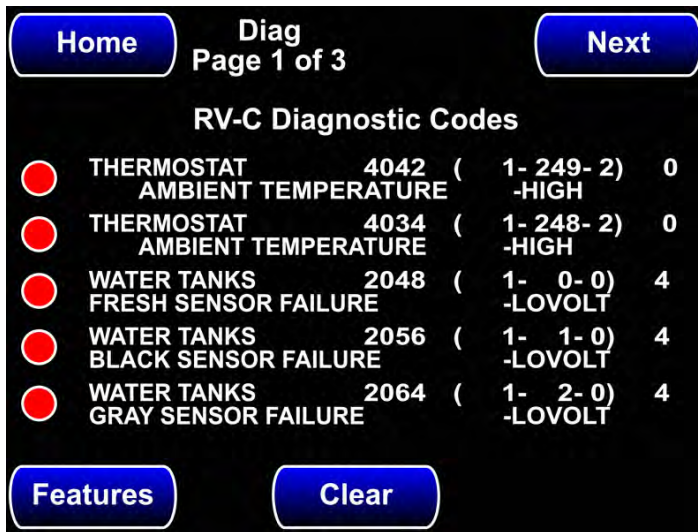 Home
Diag
Page 1 of 3
Next
RV-C Diagnostic Codes
THERMOSTAT 4042 ( 1- 249- 2) 0
AMBIENT TEMPERATURE -HIGH
THERMOSTAT 4034 ( 1- 248- 2) 0
AMBIENT TEMPERATURE -HIGH
WATER TANKS 2048 ( 1- 0- 0) 4
FRESH SENSOR FAILURE -LOVOLT
WATER TANKS 2056 ( 1- 1- 0) 4
BLACK SENSOR FAILURE -LOVOLT
WATER TANKS 2064 ( 1- 2- 0) 4
GRAY SENSOR FAILURE -LOVOLT
Features
Clear